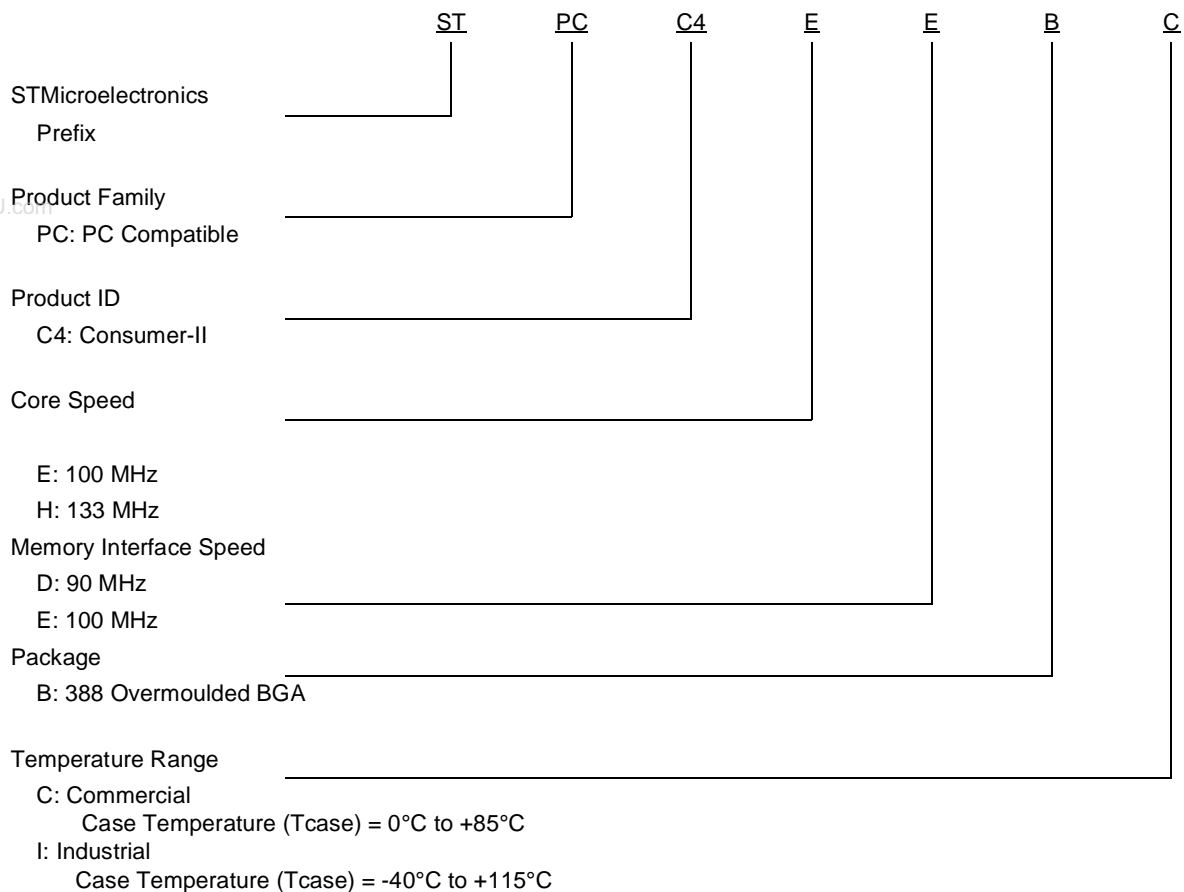 ST PC C4 E E B C
STMicroelectronics
Prefix
Product Family
J.com
PC: PC Compatible
Product ID
C4: Consumer-II
Core Speed
E: 100 MHz
H: 133 MHz
Memory Interface Speed
D: 90 MHz
E: 100 MHz
Package
B: 388 Overmoulded BGA
Temperature Range
C: Commercial
Case Temperature (Tcase) = 0°C to +85°C
I: Industrial
Case Temperature (Tcase) = -40°C to +115°C